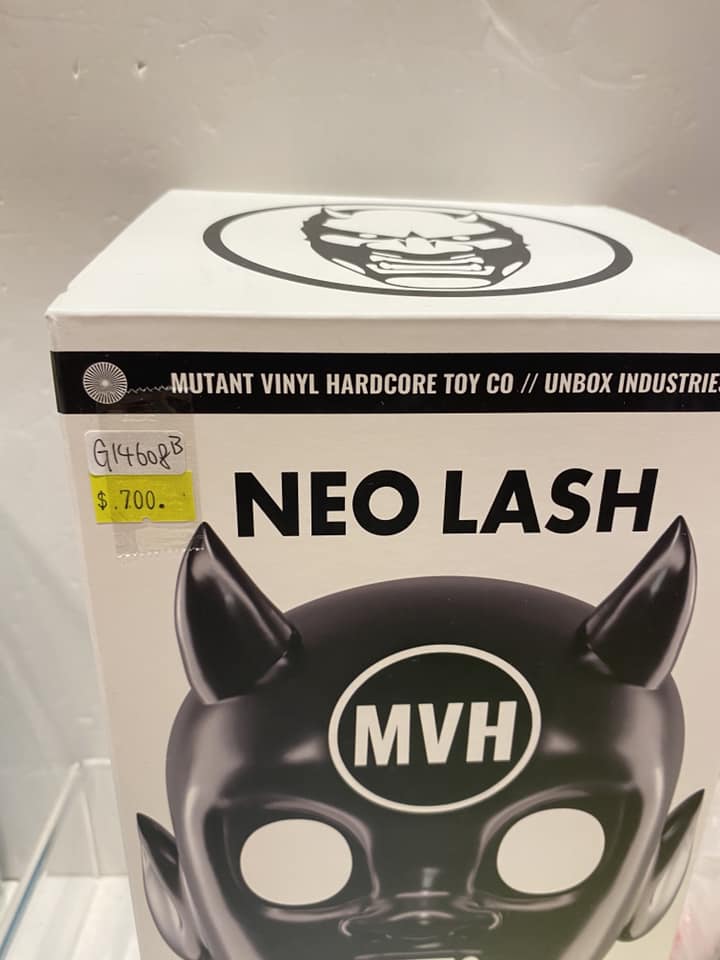 MUTANT VINYL HARDCORE TOY CO // UNBOX INDUSTRIES
G14608B
$.700.
NEO LASH
MVH